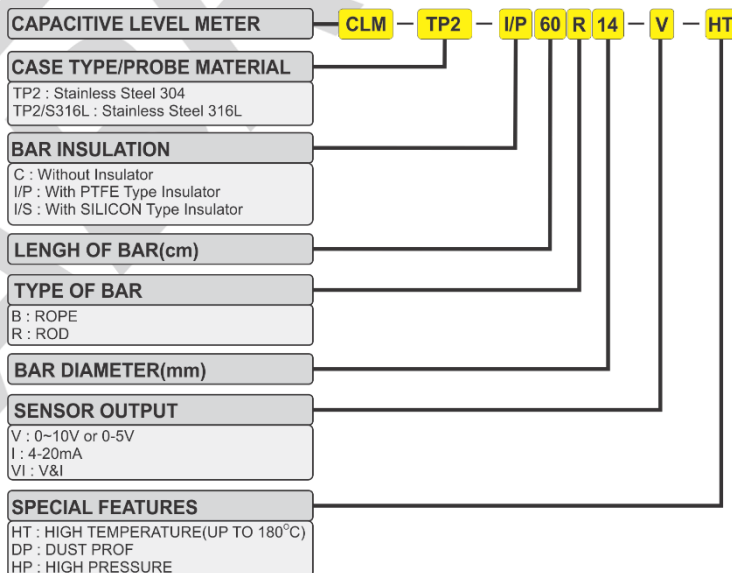 CAPACITIVE LEVEL METER CLM – TP2 – I/P 60 R 14 – V – HT
CASE TYPE/PROBE MATERIAL
TP2 : Stainless Steel 304
TP2/S316L : Stainless Steel 316L
BAR INSULATION
C : Without Insulator
I/P : With PTFE Type Insulator
I/S : With SILICON Type Insulator
LENGH OF BAR(cm)
TYPE OF BAR
B : ROPE
R : ROD
BAR DIAMETER(mm)
SENSOR OUTPUT
V : 0~10V or 0-5V
I : 4-20mA
VI : V&I
SPECIAL FEATURES
HT : HIGH TEMPERATURE(UP TO 180°C)
DP : DUST PROF
HP : HIGH PRESSURE